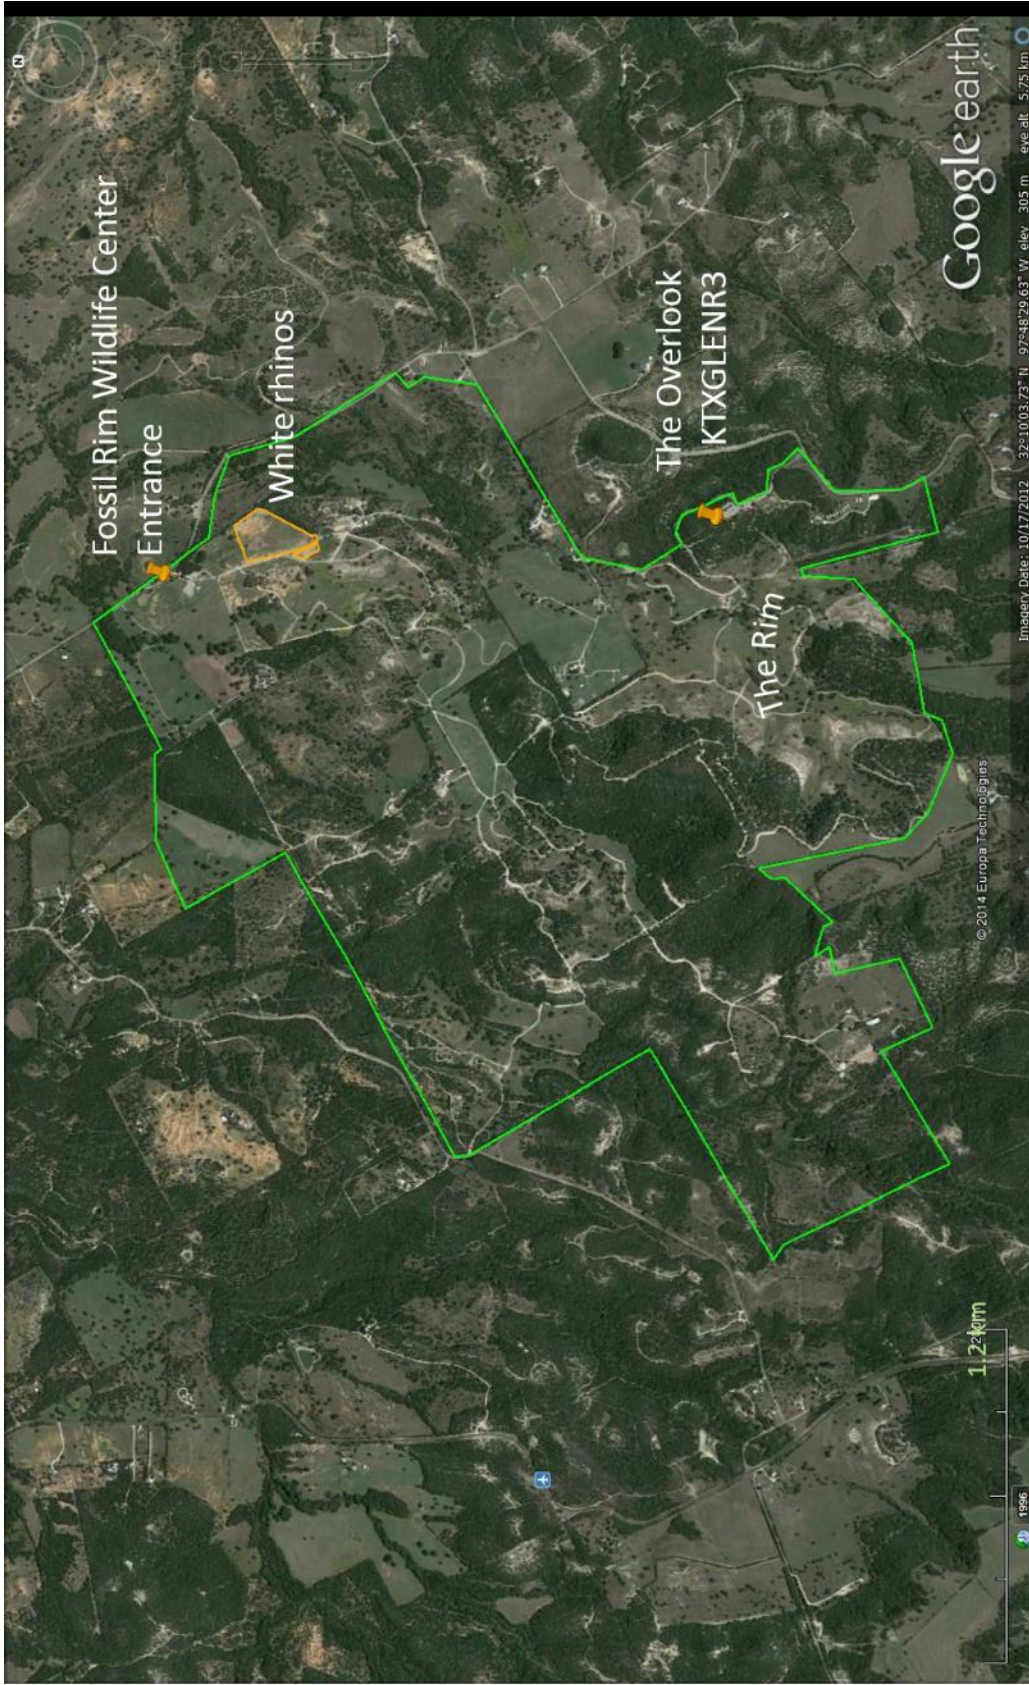 N
Fossil Rim Wildlife Center
Entrance
White rhinos
The Overlook
KTXGLENR3
The Rim
1.2 km
© 2014 Europa Technologies
Google earth
1996
Imagery Date: 10/17/2012 32°10'03.73" N 97°48'29.63" W elev 305 m eye alt 5.75 km